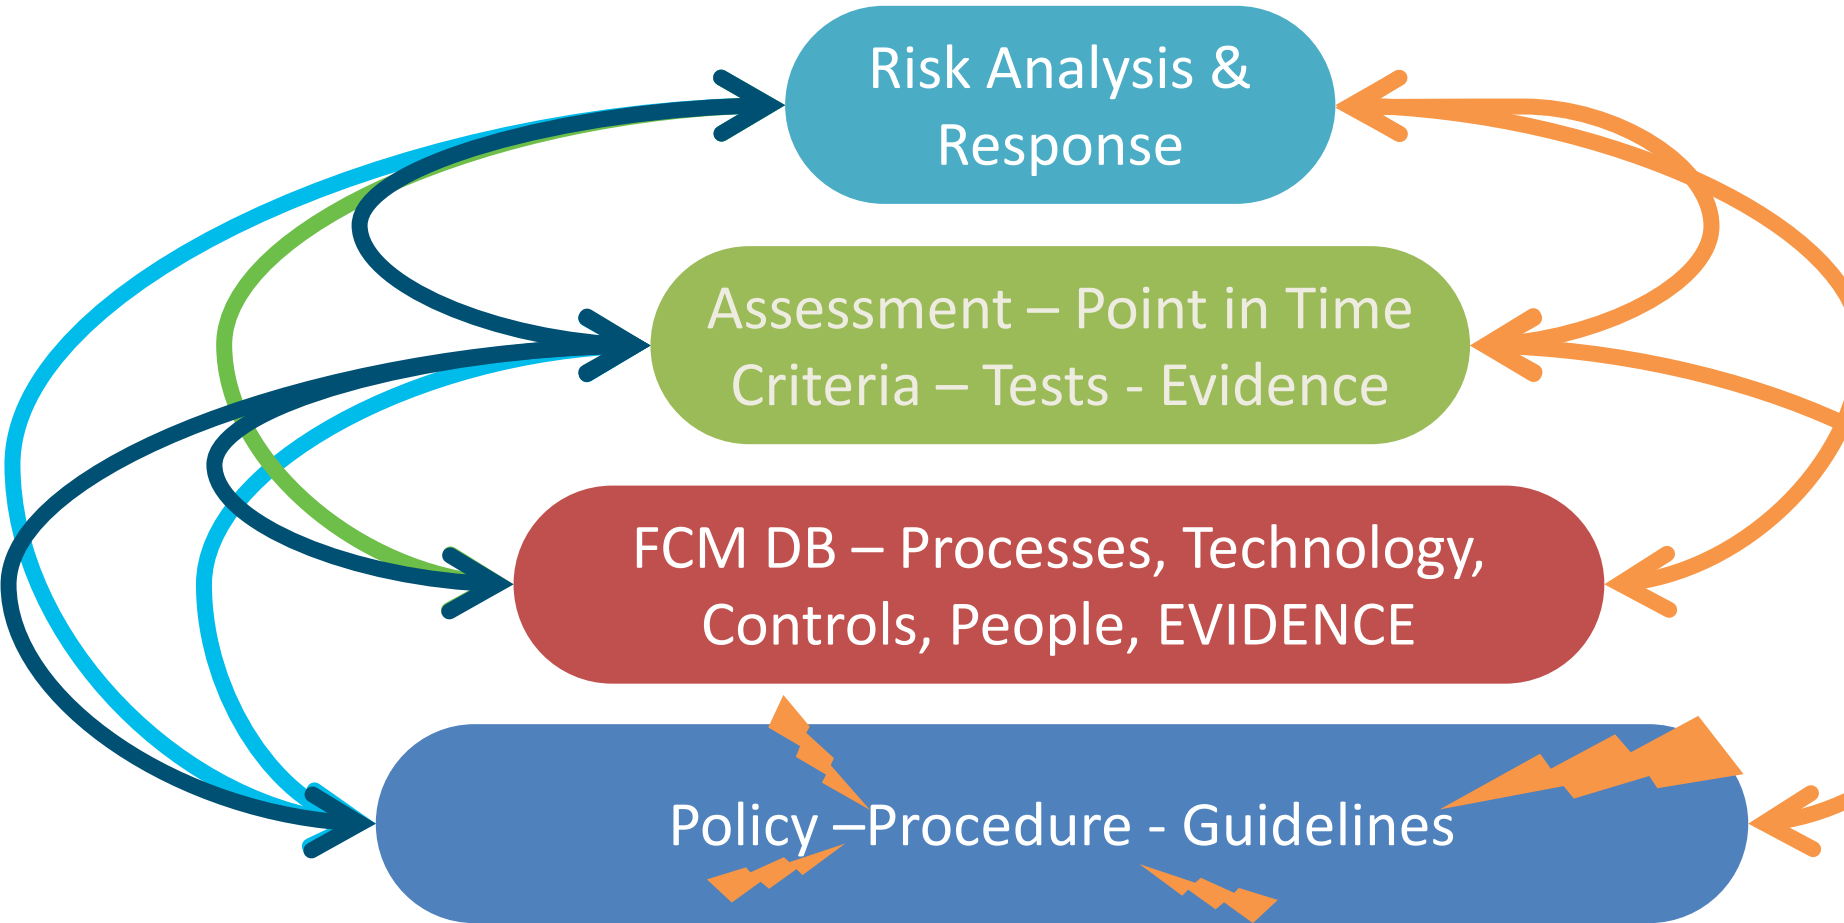 Risk Analysis &
Response
Assessment – Point in Time
Criteria – Tests - Evidence
FCM DB – Processes, Technology,
Controls, People, EVIDENCE
Policy –Procedure - Guidelines